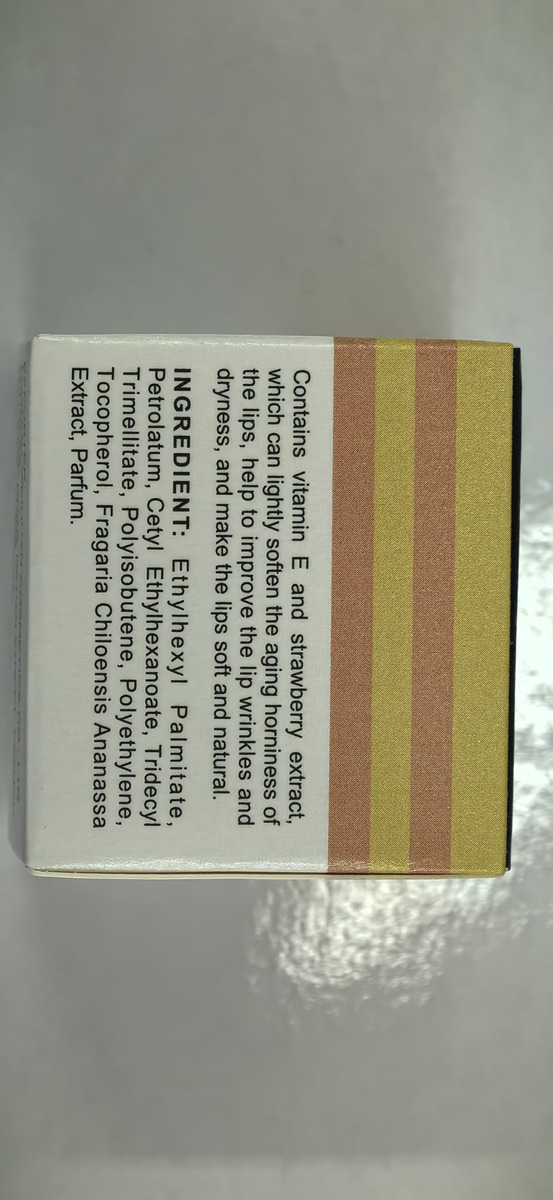 Contains vitamin E and strawberry extract,
which can lightly soften the aging horniness of
the lips, help to improve the lip wrinkles and
dryness, and make the lips soft and natural.
INGREDIENT: Ethylhexyl Palmitate,
Petrolatum, Cetyl Ethylhexanoate, Tridecyl
Trimellitate, Polyisobutene, Polyethylene,
Tocopherol, Fragaria Chiloensis Ananassa
Extract, Parfum.